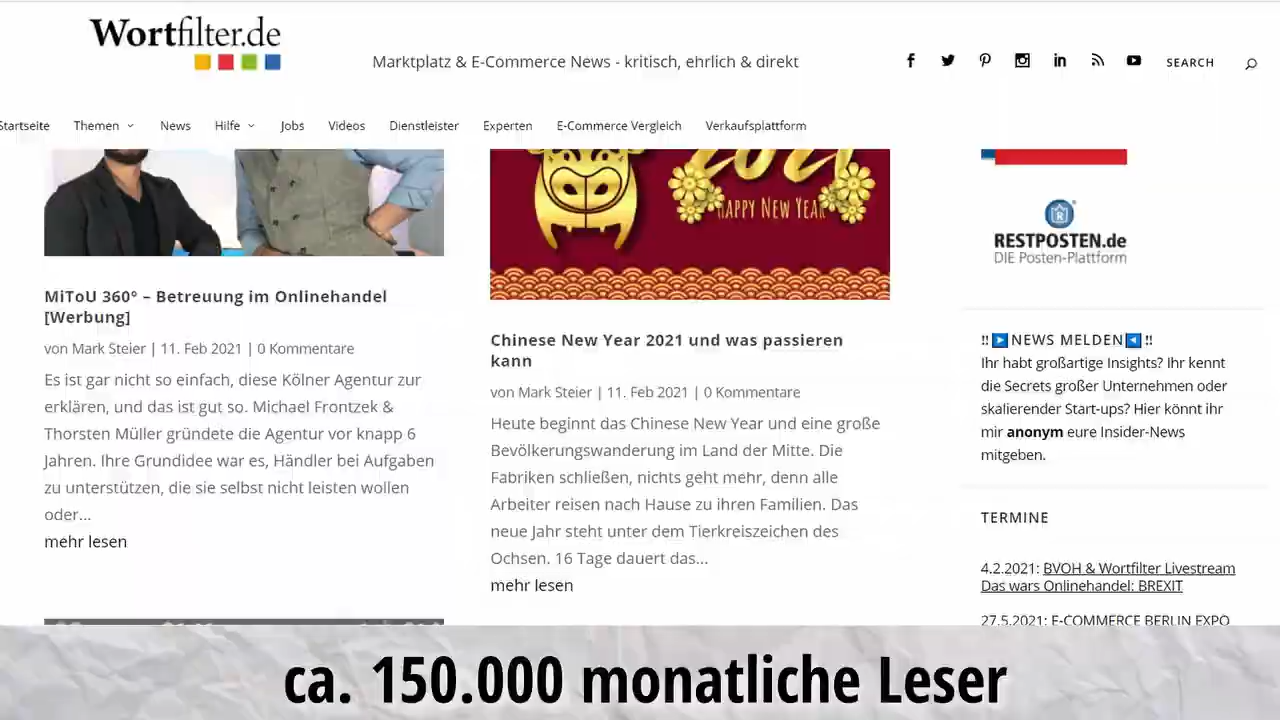 Wortfilter.de
Marktplatz & E-Commerce News - kritisch, ehrlich & direkt
SEARCH
Startseite Themen News Hilfe Jobs Videos Dienstleister Experten E-Commerce Vergleich Verkaufsplattform
MiToU 360° – Betreuung im Onlinehandel
[Werbung]
von Mark Steier | 11. Feb 2021 | 0 Kommentare
Es ist gar nicht so einfach, diese Kölner Agentur zur
erklären, und das ist gut so. Michael Frontzek &
Thorsten Müller gründete die Agentur vor knapp 6
Jahren. Ihre Grundidee war es, Händler bei Aufgaben
zu unterstützen, die sie selbst nicht leisten wollen
oder...
mehr lesen
2021
HAPPY NEW YEAR
Chinese New Year 2021 und was passieren
kann
von Mark Steier | 11. Feb 2021 | 0 Kommentare
Heute beginnt das Chinese New Year und eine große
Bevölkerungswanderung im Land der Mitte. Die
Fabriken schließen, nichts geht mehr, denn alle
Arbeiter reisen nach Hause zu ihren Familien. Das
neue Jahr steht unter dem Tierkreiszeichen des
Ochsen. 16 Tage dauert das...
mehr lesen
R
RESTPOSTEN.de
DIE Posten-Plattform
‼▶NEWS MELDEN◀‼
Ihr habt großartige Insights? Ihr kennt
die Secrets großer Unternehmen oder
skalierender Start-ups? Hier könnt ihr
mir anonym eure Insider-News
mitgeben.
TERMINE
4.2.2021: BVOH & Wortfilter Livestream
Das wars Onlinehandel: BREXIT
27.5.2021: E-COMMERCE BERLIN EXPO
ca. 150.000 monatliche Leser